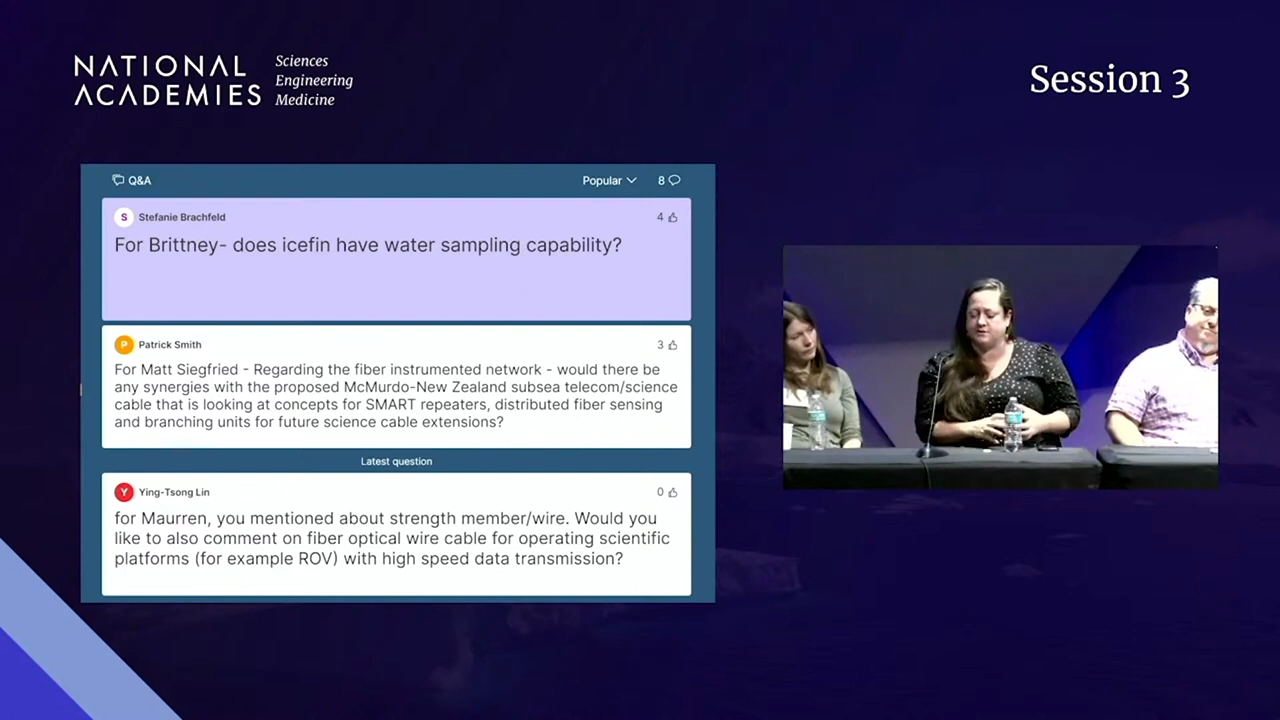 NATIONAL
ACADEMIES
Sciences
Engineering
Medicine
Session 3
Q&A
Popular
8
S
Stefanie Brachfeld
4
For Brittney- does icefin have water sampling capability?
P
Patrick Smith
3
For Matt Siegfried - Regarding the fiber instrumented network - would there be
any synergies with the proposed McMurdo-New Zealand subsea telecom/science
cable that is looking at concepts for SMART repeaters, distributed fiber sensing
and branching units for future science cable extensions?
Latest question
Y
Ying-Tsong Lin
0
for Maurren, you mentioned about strength member/wire. Would you
like to also comment on fiber optical wire cable for operating scientific
platforms (for example ROV) with high speed data transmission?